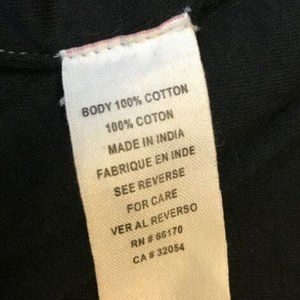 BODY 100% COTTON
100% COTON
MADE IN INDIA
FABRIQUE EN INDE
SEE REVERSE
FOR CARE
VER AL REVERSO
RN # 66170
CA # 32054